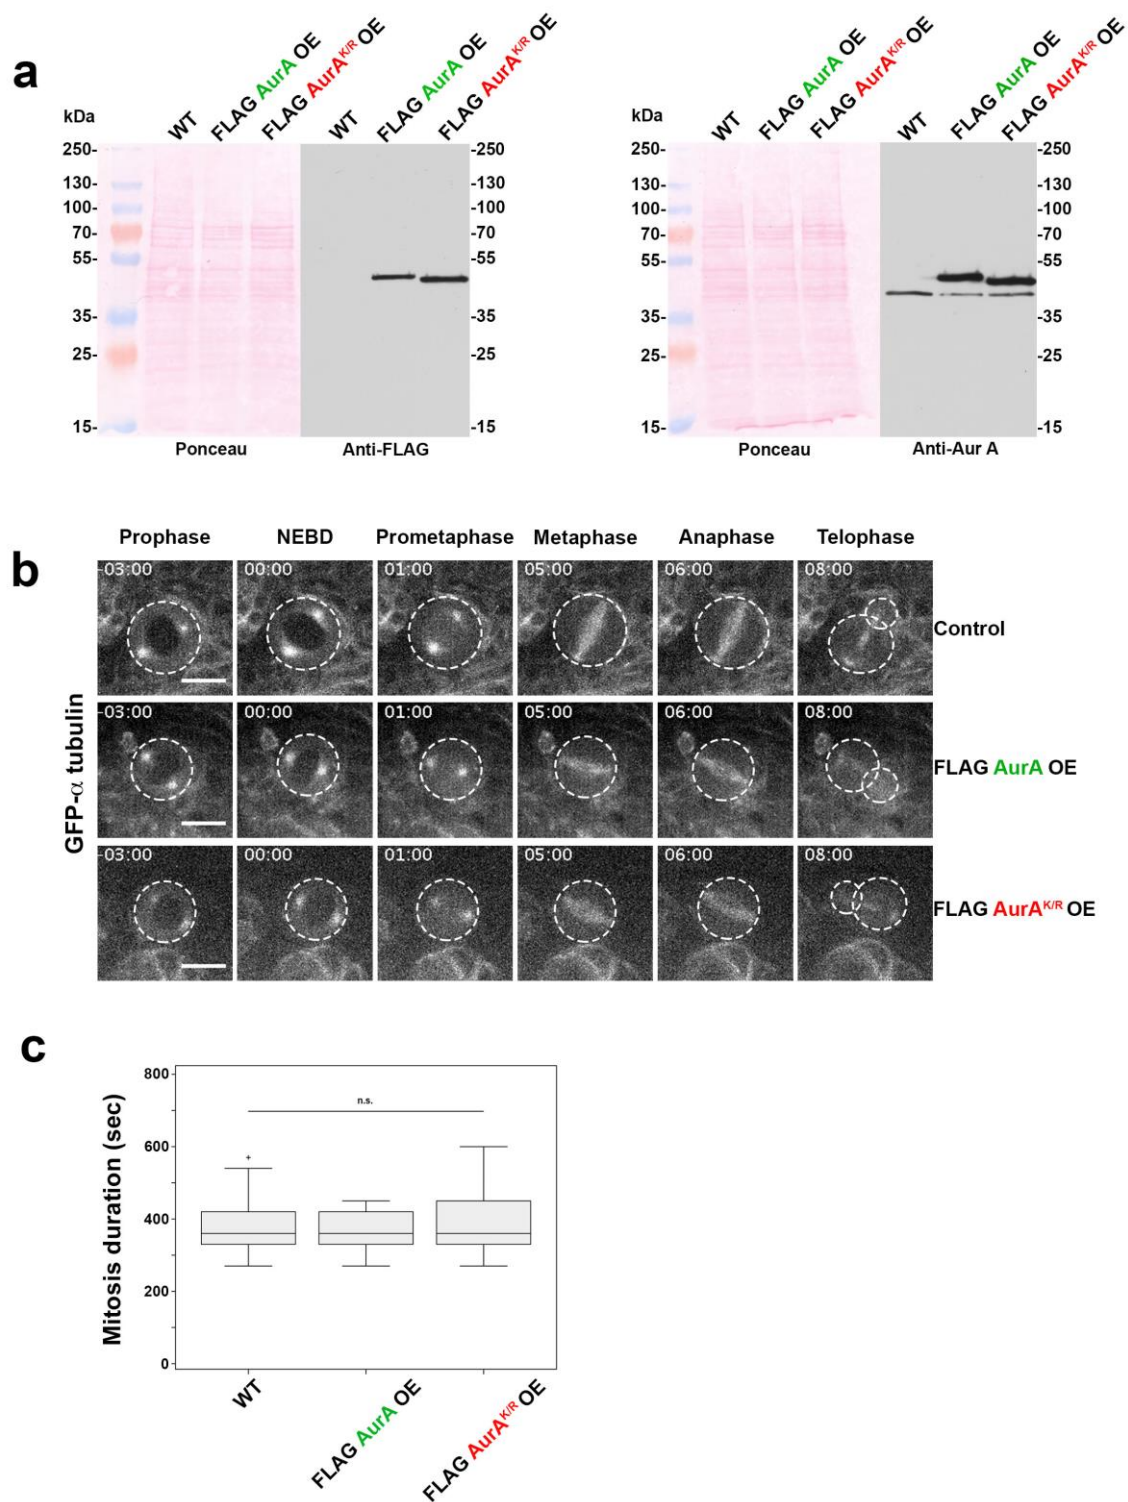 a
kDa
WT
FLAG AurA OE
FLAG AurAK/R OE
WT
FLAG AurA OE
FLAG AurAK/R OE
250-
130-
100-
70-
55-
35-
25-
15-
-250
-130
-100
-70
-55
-35
-25
-15
Ponceau
Anti-FLAG
kDa
WT
FLAG AurA OE
FLAG AurAK/R OE
WT
FLAG AurA OE
FLAG AurAK/R OE
250-
130-
100-
70-
55-
35-
25-
15-
-250
-130
-100
-70
-55
-35
-25
-15
Ponceau
Anti-Aur A
b
Prophase NEBD Prometaphase Metaphase Anaphase Telophase
GFP-α tubulin
-03:00 00:00 01:00 05:00 06:00 08:00
Control
-03:00 00:00 01:00 05:00 06:00 08:00
FLAG AurA OE
-03:00 00:00 01:00 05:00 06:00 08:00
FLAG AurAK/R OE
c
Mitosis duration (sec)
800
600
400
200
0
n.s.
WT
FLAG AurA OE
FLAG AurAK/R OE